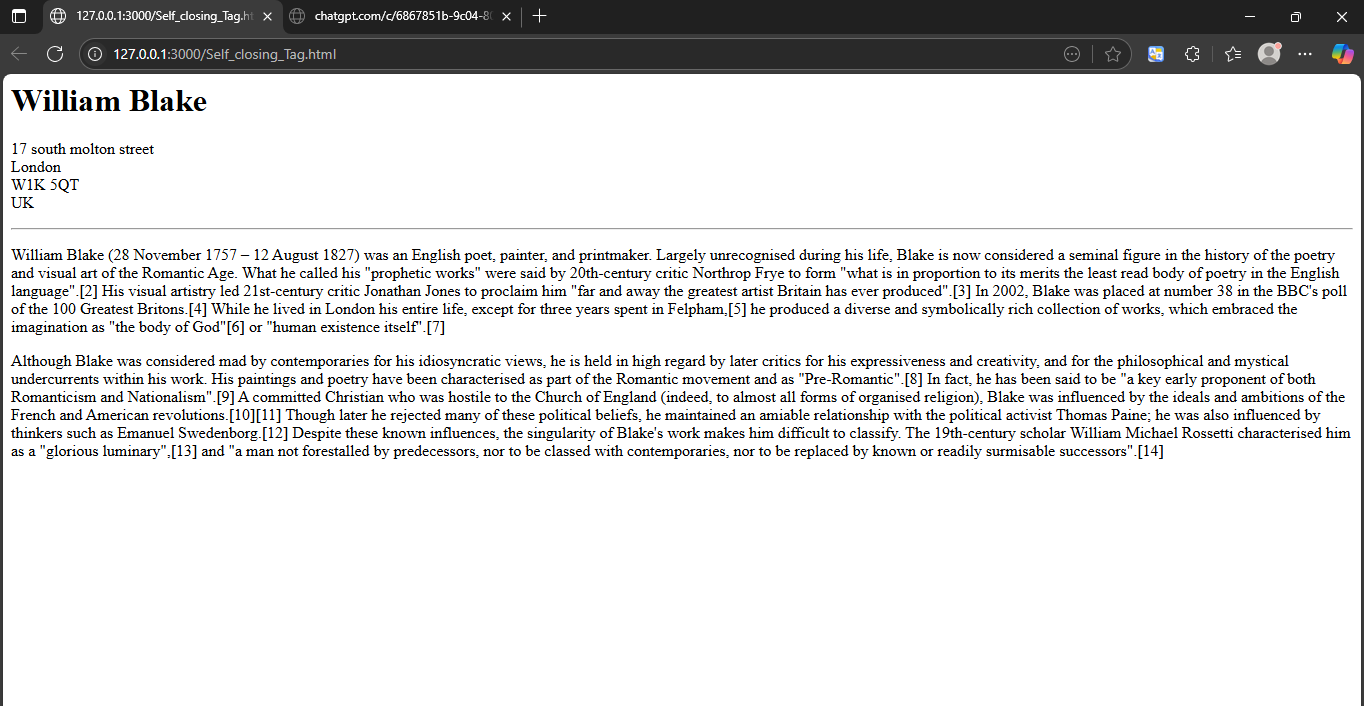 127.0.0.1:3000/Self_closing_Tag.ht
chatgpt.com/c/6867851b-9c04-8
127.0.0.1:3000/Self_closing_Tag.html
William Blake
17 south molton street
London
W1K 5QT
UK
William Blake (28 November 1757 – 12 August 1827) was an English poet, painter, and printmaker. Largely unrecognised during his life, Blake is now considered a seminal figure in the history of the poetry
and visual art of the Romantic Age. What he called his "prophetic works" were said by 20th-century critic Northrop Frye to form "what is in proportion to its merits the least read body of poetry in the English
language".[2] His visual artistry led 21st-century critic Jonathan Jones to proclaim him "far and away the greatest artist Britain has ever produced".[3] In 2002, Blake was placed at number 38 in the BBC's poll
of the 100 Greatest Britons.[4] While he lived in London his entire life, except for three years spent in Felpham,[5] he produced a diverse and symbolically rich collection of works, which embraced the
imagination as "the body of God"[6] or "human existence itself".[7]
Although Blake was considered mad by contemporaries for his idiosyncratic views, he is held in high regard by later critics for his expressiveness and creativity, and for the philosophical and mystical
undercurrents within his work. His paintings and poetry have been characterised as part of the Romantic movement and as "Pre-Romantic".[8] In fact, he has been said to be "a key early proponent of both
Romanticism and Nationalism".[9] A committed Christian who was hostile to the Church of England (indeed, to almost all forms of organised religion), Blake was influenced by the ideals and ambitions of the
French and American revolutions.[10][11] Though later he rejected many of these political beliefs, he maintained an amiable relationship with the political activist Thomas Paine; he was also influenced by
thinkers such as Emanuel Swedenborg.[12] Despite these known influences, the singularity of Blake's work makes him difficult to classify. The 19th-century scholar William Michael Rossetti characterised him
as a "glorious luminary",[13] and "a man not forestalled by predecessors, nor to be classed with contemporaries, nor to be replaced by known or readily surmisable successors".[14]